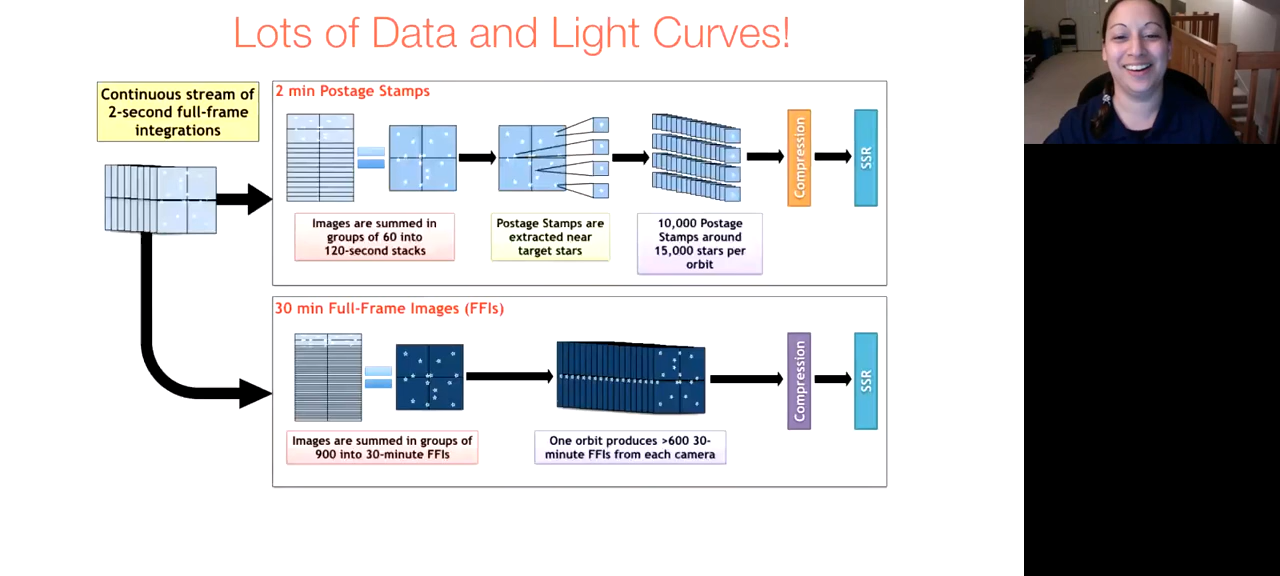 Lots of Data and Light Curves!
Continuous stream of
2-second full-frame
integrations
2 min Postage Stamps
Images are summed in
groups of 60 into
120-second stacks
Postage Stamps are
extracted near
target stars
10,000 Postage
Stamps around
15,000 stars per
orbit
Compression
SSR
30 min Full-Frame Images (FFIs)
Images are summed in groups of
900 into 30-minute FFIs
One orbit produces >600 30-
minute FFIs from each camera
Compression
SSR